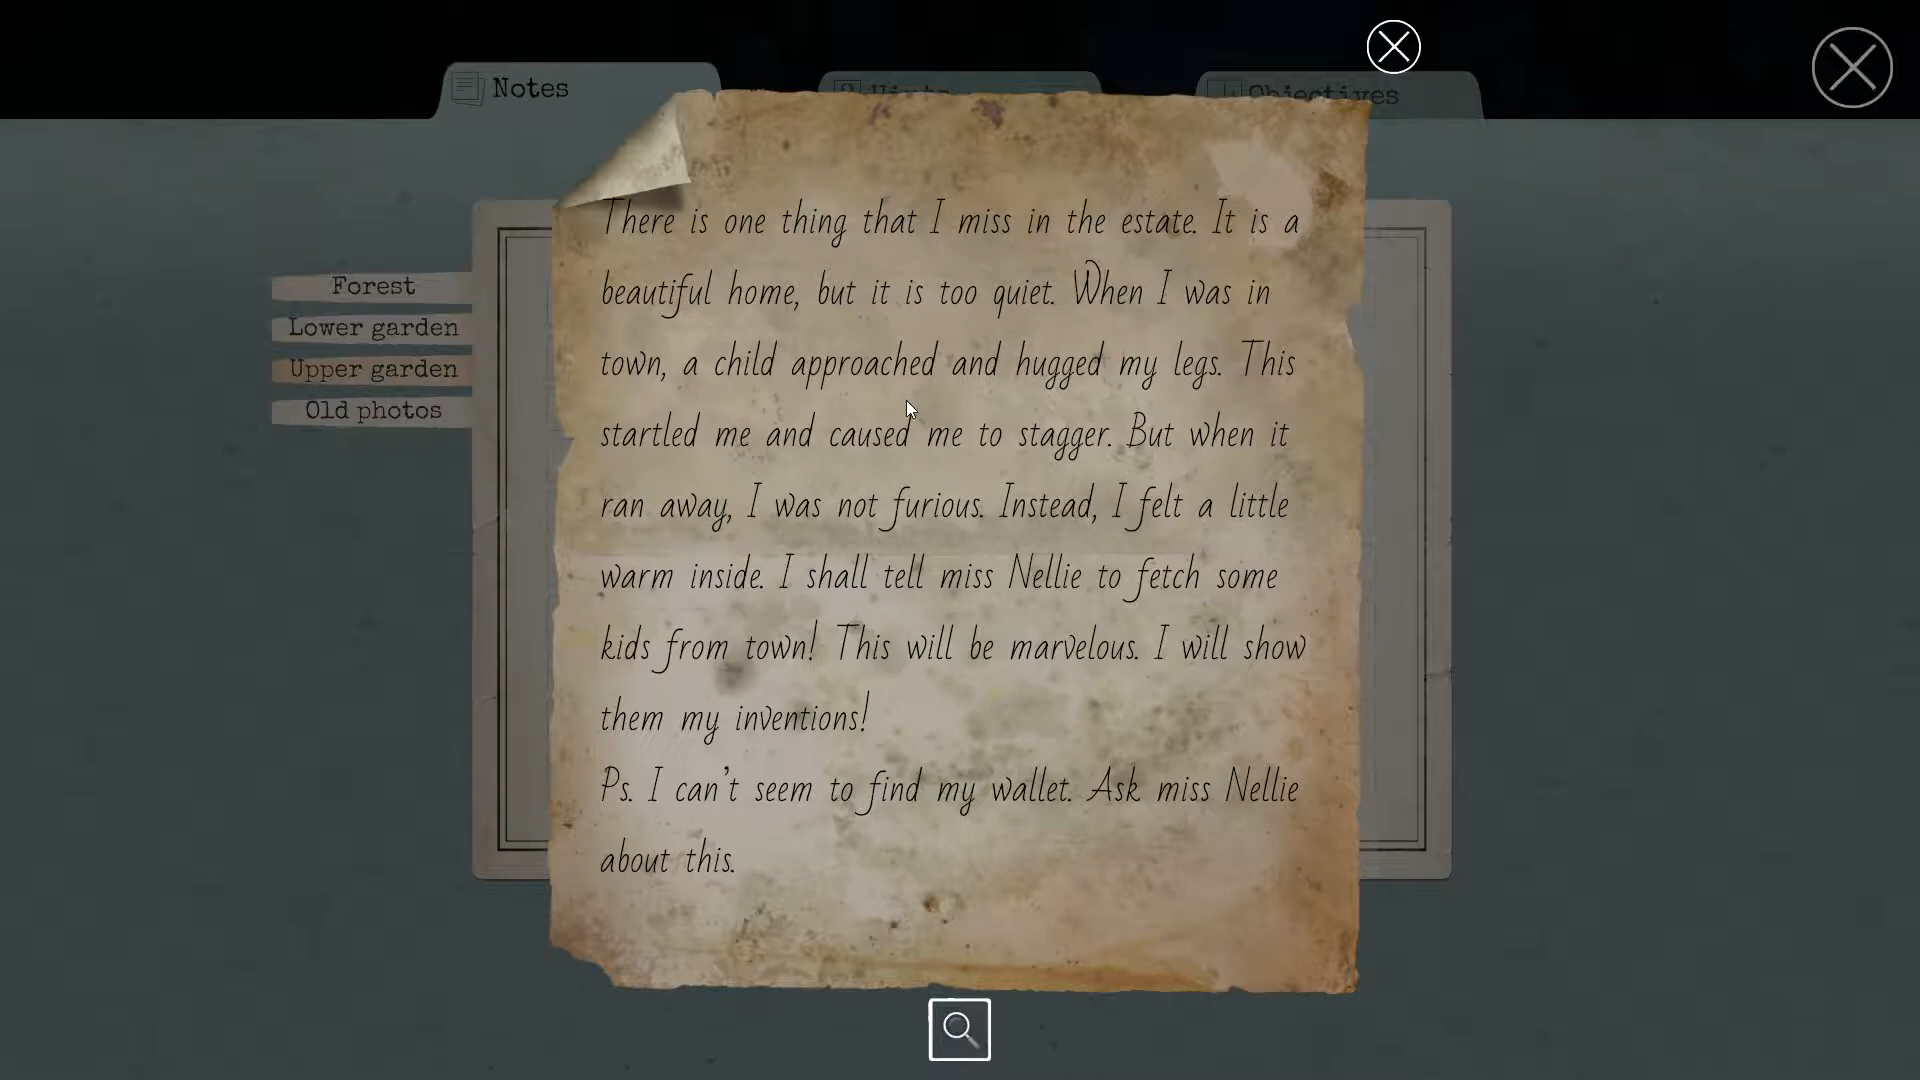 Notes
Hints
Objectives
Forest
Lower garden
Upper garden
Old photos
There is one thing that I miss in the estate. It is a
beautiful home, but it is too quiet. When I was in
town, a child approached and hugged my legs. This
startled me and caused me to stagger. But when it
ran away, I was not furious. Instead, I felt a little
warm inside. I shall tell miss Nellie to fetch some
kids from town! This will be marvelous. I will show
them my inventions!
Ps. I can't seem to find my wallet. Ask miss Nellie
about this.